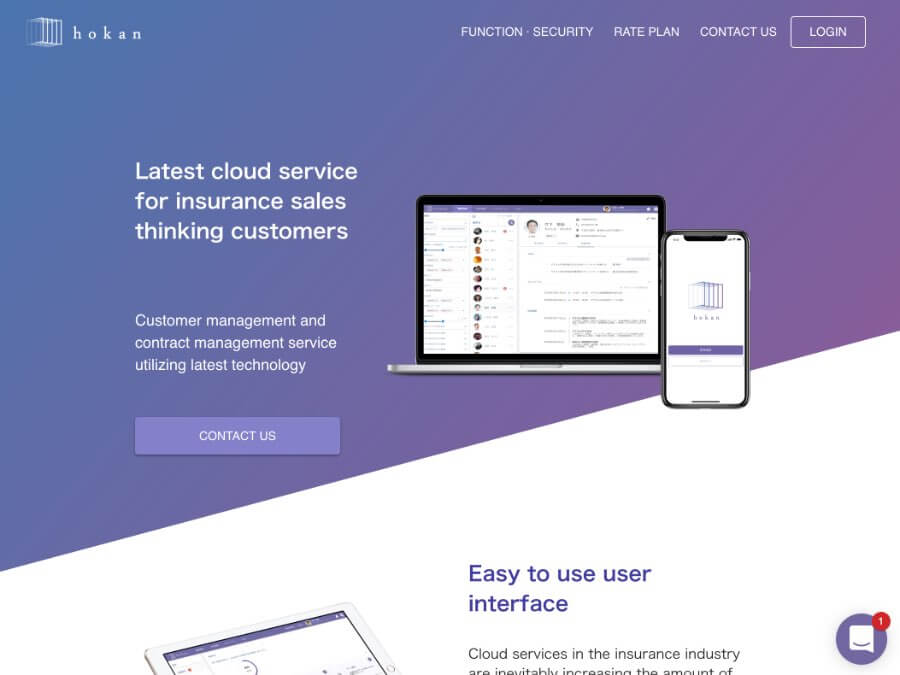 hokan
FUNCTION · SECURITY
RATE PLAN
CONTACT US
LOGIN
Latest cloud service
for insurance sales
thinking customers
Customer management and
contract management service
utilizing latest technology
CONTACT US
hokan
Easy to use user
interface
Cloud services in the insurance industry
are inevitably increasing the amount of
1